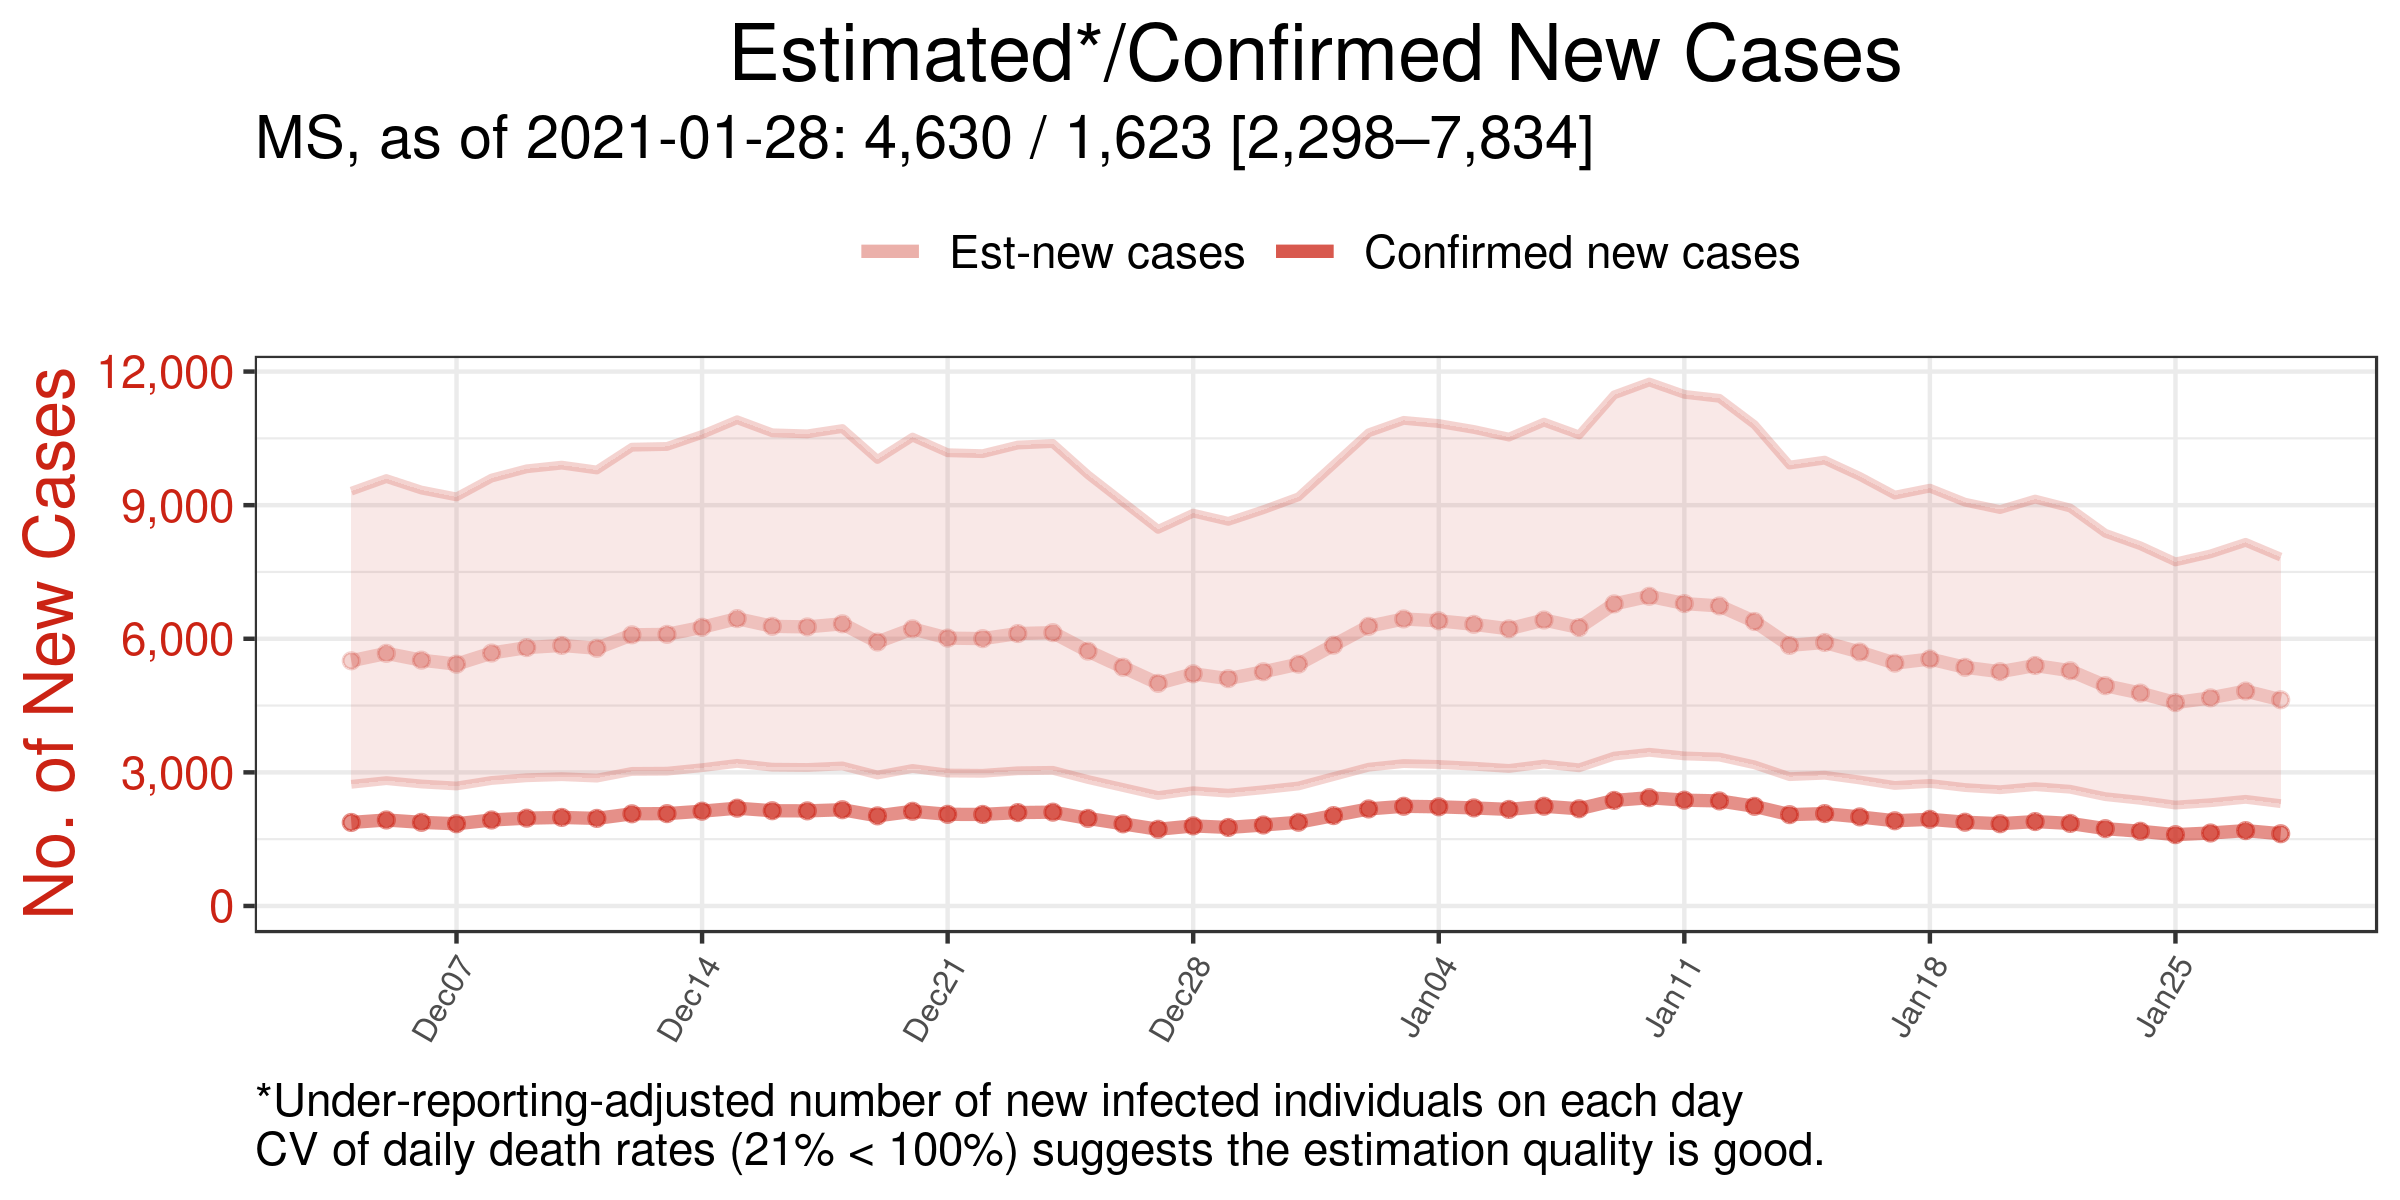 Estimated*/Confirmed New Cases
MS, as of 2021-01-28: 4,630 / 1,623 [2,298–7,834]
Est-new cases
Confirmed new cases
No. of New Cases
12,000
9,000
6,000
3,000
0
Dec07
Dec14
Dec21
Dec28
Jan04
Jan11
Jan18
Jan25
*Under-reporting-adjusted number of new infected individuals on each day
CV of daily death rates (21% < 100%) suggests the estimation quality is good.